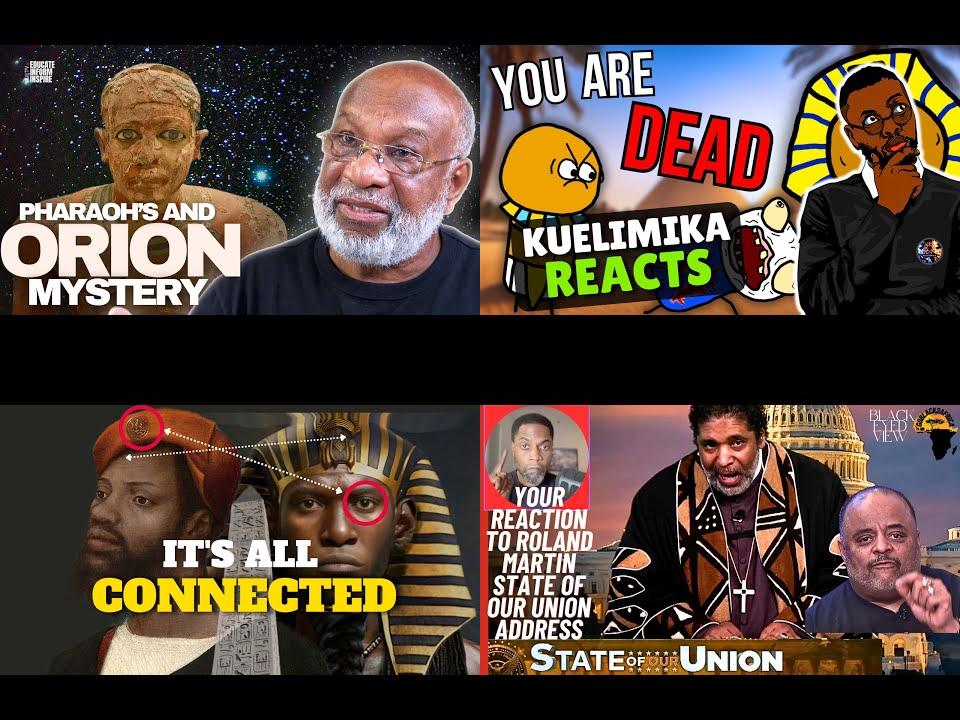 EDUCATE
INFORM
INSPIRE
PHARAOH'S AND
ORION
MYSTERY
YOU ARE
DEAD
KUELIMIKA
REACTS
IT'S ALL
CONNECTED
BLACK
EYED
VIEW
YOUR
REACTION
TO ROLAND
MARTIN
STATE OF
OUR UNION
ADDRESS
STATE OF OUR UNION